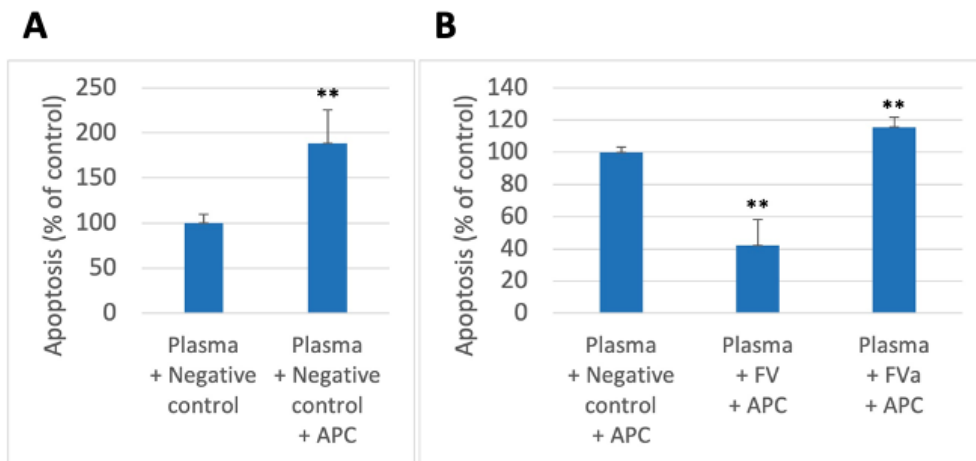 A
Apoptosis (% of control)
250
200
150
100
50
0
**
Plasma
+ Negative
control
Plasma
+ Negative
control
+ APC
B
Apoptosis (% of control)
140
120
100
80
60
40
20
0
**
**
Plasma
+ Negative
control
+ APC
Plasma
+ FV
+ APC
Plasma
+ FVa
+ APC